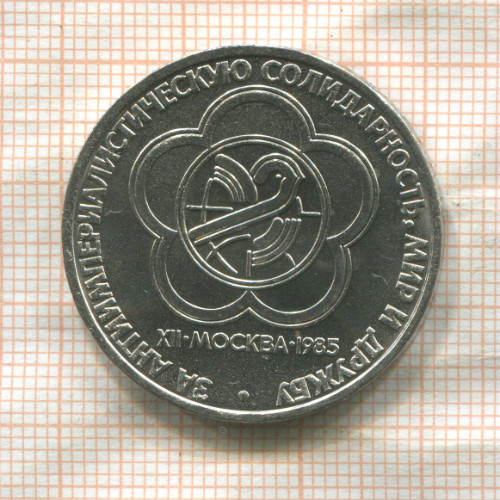 ЗА АНТИИМПЕРИАЛИСТИЧЕСКУЮ СОЛИДАРНОСТЬ, МИР И ДРУЖБУ
XII·МОСКВА·1985